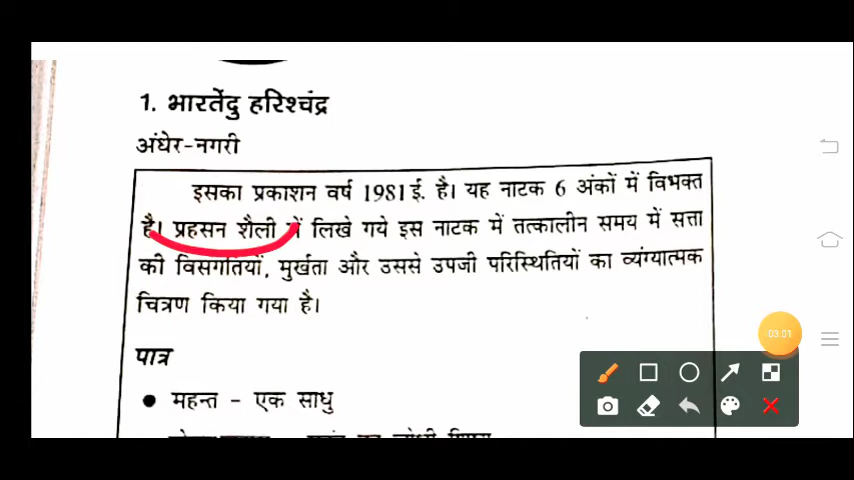 1. भारतेंदु हरिश्चंद्र
अंधेर-नगरी
इसका प्रकाशन वर्ष 1981ई. है। यह नाटक 6 अंकों में विभक्त
है। प्रहसन शैली में लिखे गये इस नाटक में तत्कालीन समय में सत्ता
की विसगतियों, मुर्खता और उससे उपजी परिस्थितियों का व्यंग्यात्मक
चित्रण किया गया है।
पात्र
● महन्त - एक साधु
03:01